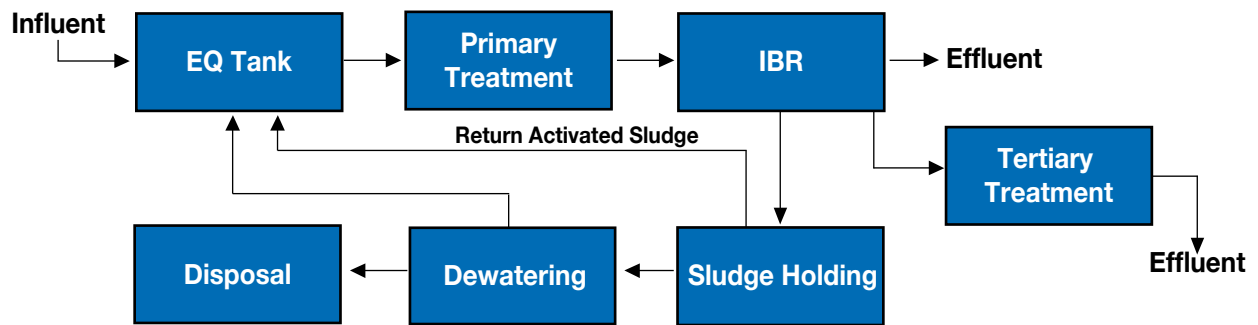 Influent
EQ Tank
Primary
Treatment
IBR
Effluent
Return Activated Sludge
Tertiary
Treatment
Effluent
Disposal
Dewatering
Sludge Holding